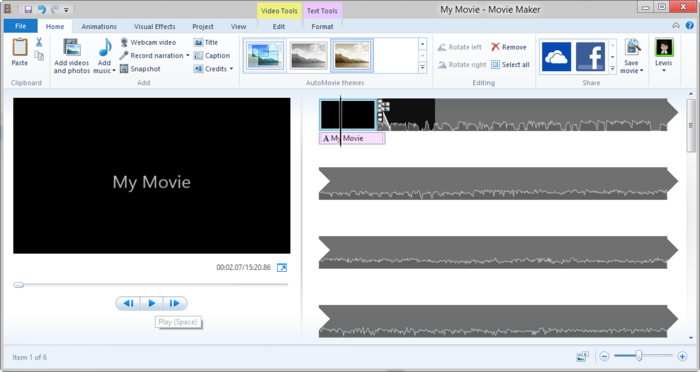 Video Tools Text Tools My Movie - Movie Maker
File Home Animations Visual Effects Project View Edit Format
Paste
Add videos
and photos
Add
music
Webcam video
Record narration
Snapshot
Title
Caption
Credits
Rotate left
Rotate right
Remove
Select all
Save
movie
Lewis
Clipboard Add AutoMovie themes Editing Share
My Movie
A My Movie
00:02.07/15:20.86
Play (Space)
Item 1 of 6